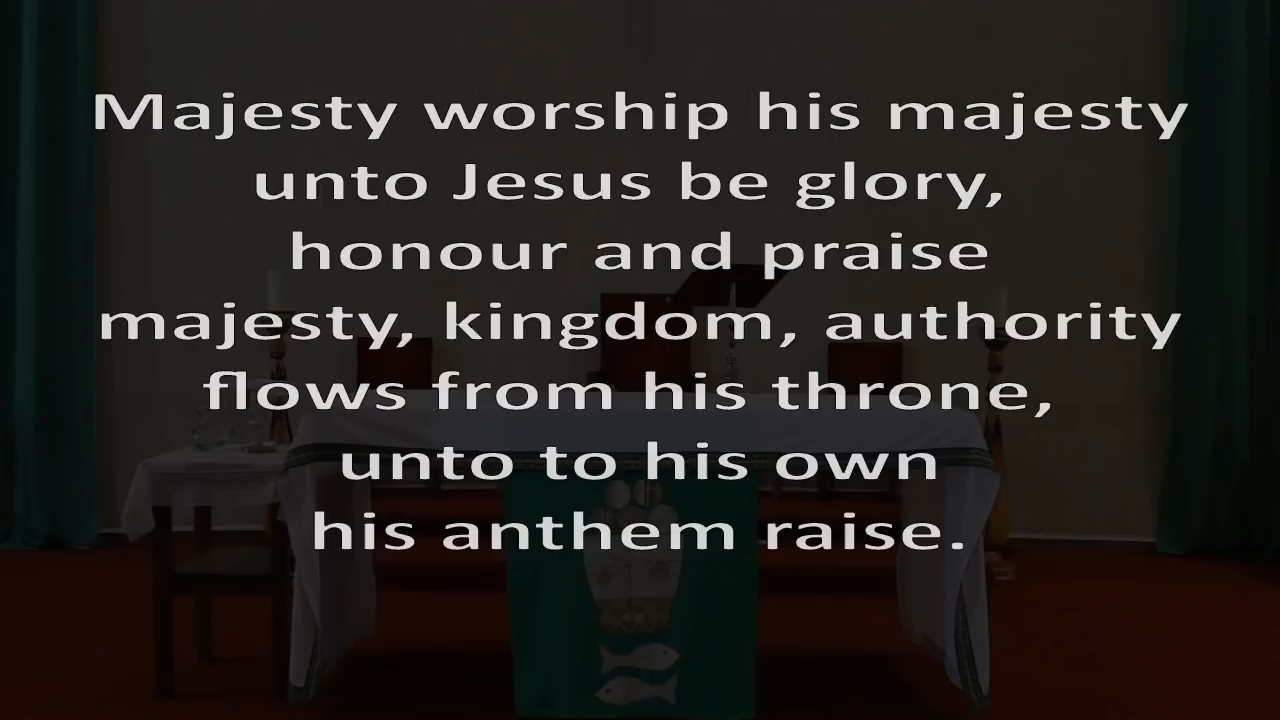 Majesty worship his majesty
unto Jesus be glory,
honour and praise
majesty, kingdom, authority
flows from his throne,
unto to his own
his anthem raise.